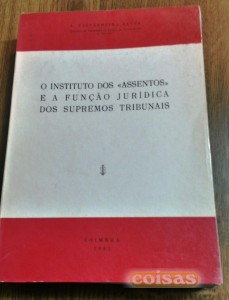 O INSTITUTO DOS «ASSENTOS»
E A FUNÇÃO JURÍDICA
DOS SUPREMOS TRIBUNAIS
COIMBRA
coisas